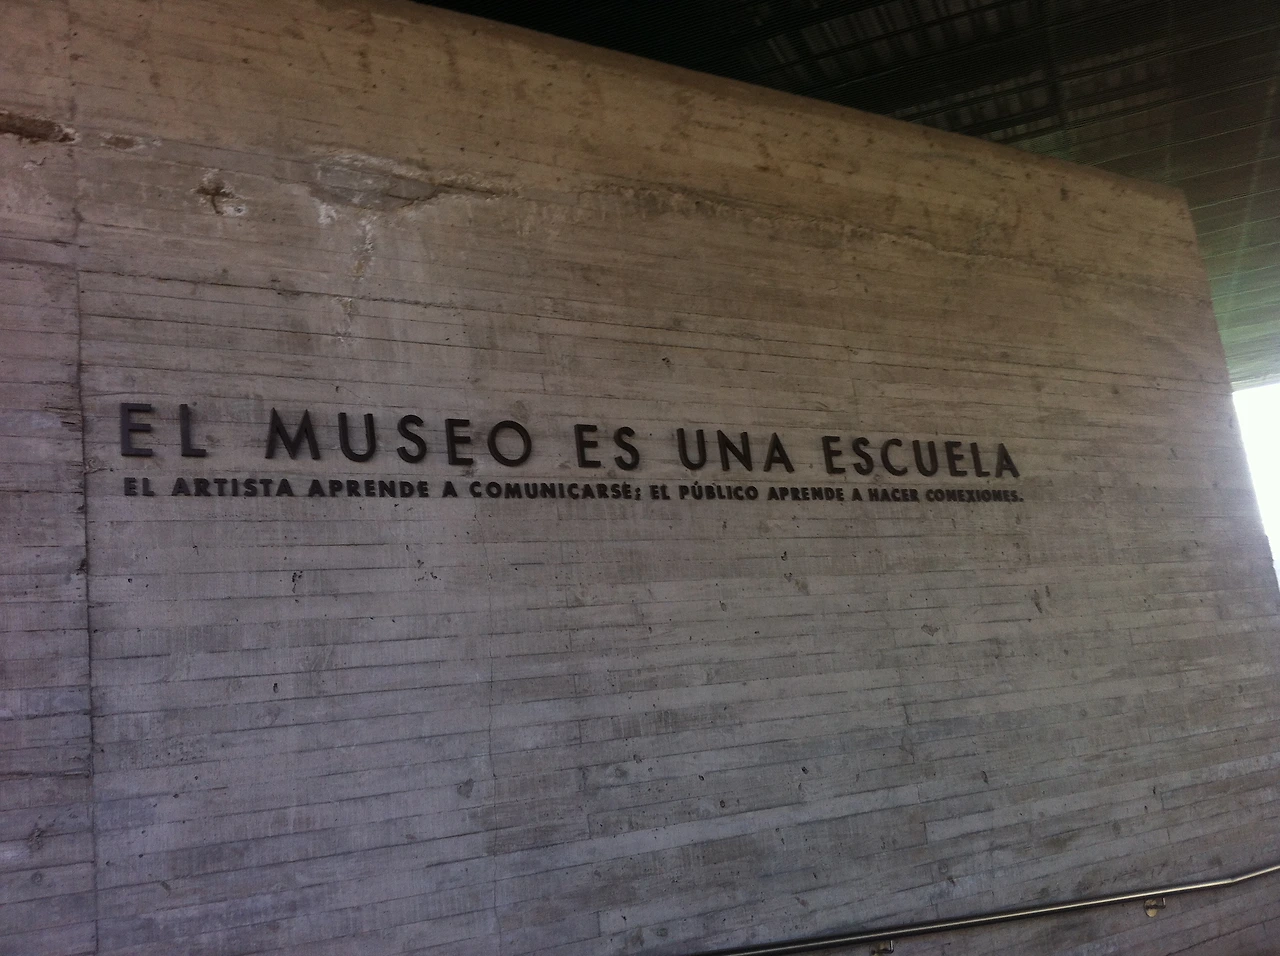 EL MUSEO ES UNA ESCUELA
EL ARTISTA APRENDE A COMUNICARSE; EL PÚBLICO APRENDE A HACER CONEXIONES.